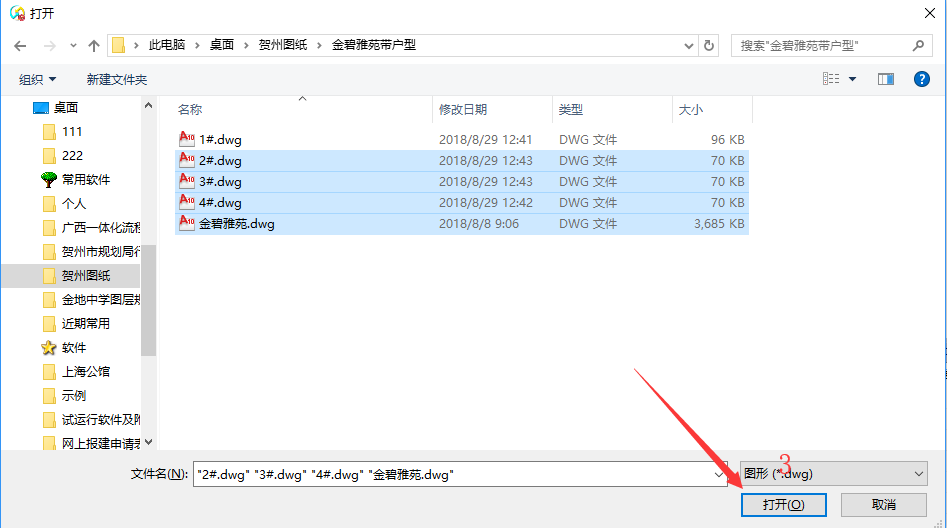 打开
此电脑 › 桌面 › 贺州图纸 › 金碧雅苑带户型
搜索"金碧雅苑带户型"
组织 新建文件夹
桌面
111
222
常用软件
个人
广西一体化流程
贺州市规划局
贺州图纸
金地中学图层
近期常用
软件
上海公馆
示例
试运行软件及
网上报建申请
名称 修改日期 类型 大小
1#.dwg 2018/8/29 12:41 DWG 文件 96 KB
2#.dwg 2018/8/29 12:43 DWG 文件 70 KB
3#.dwg 2018/8/29 12:43 DWG 文件 70 KB
4#.dwg 2018/8/29 12:42 DWG 文件 70 KB
金碧雅苑.dwg 2018/8/8 9:06 DWG 文件 3,685 KB
文件名(N): "2#.dwg" "3#.dwg" "4#.dwg" "金碧雅苑.dwg"
图形 (*.dwg)
3
打开(O) 取消